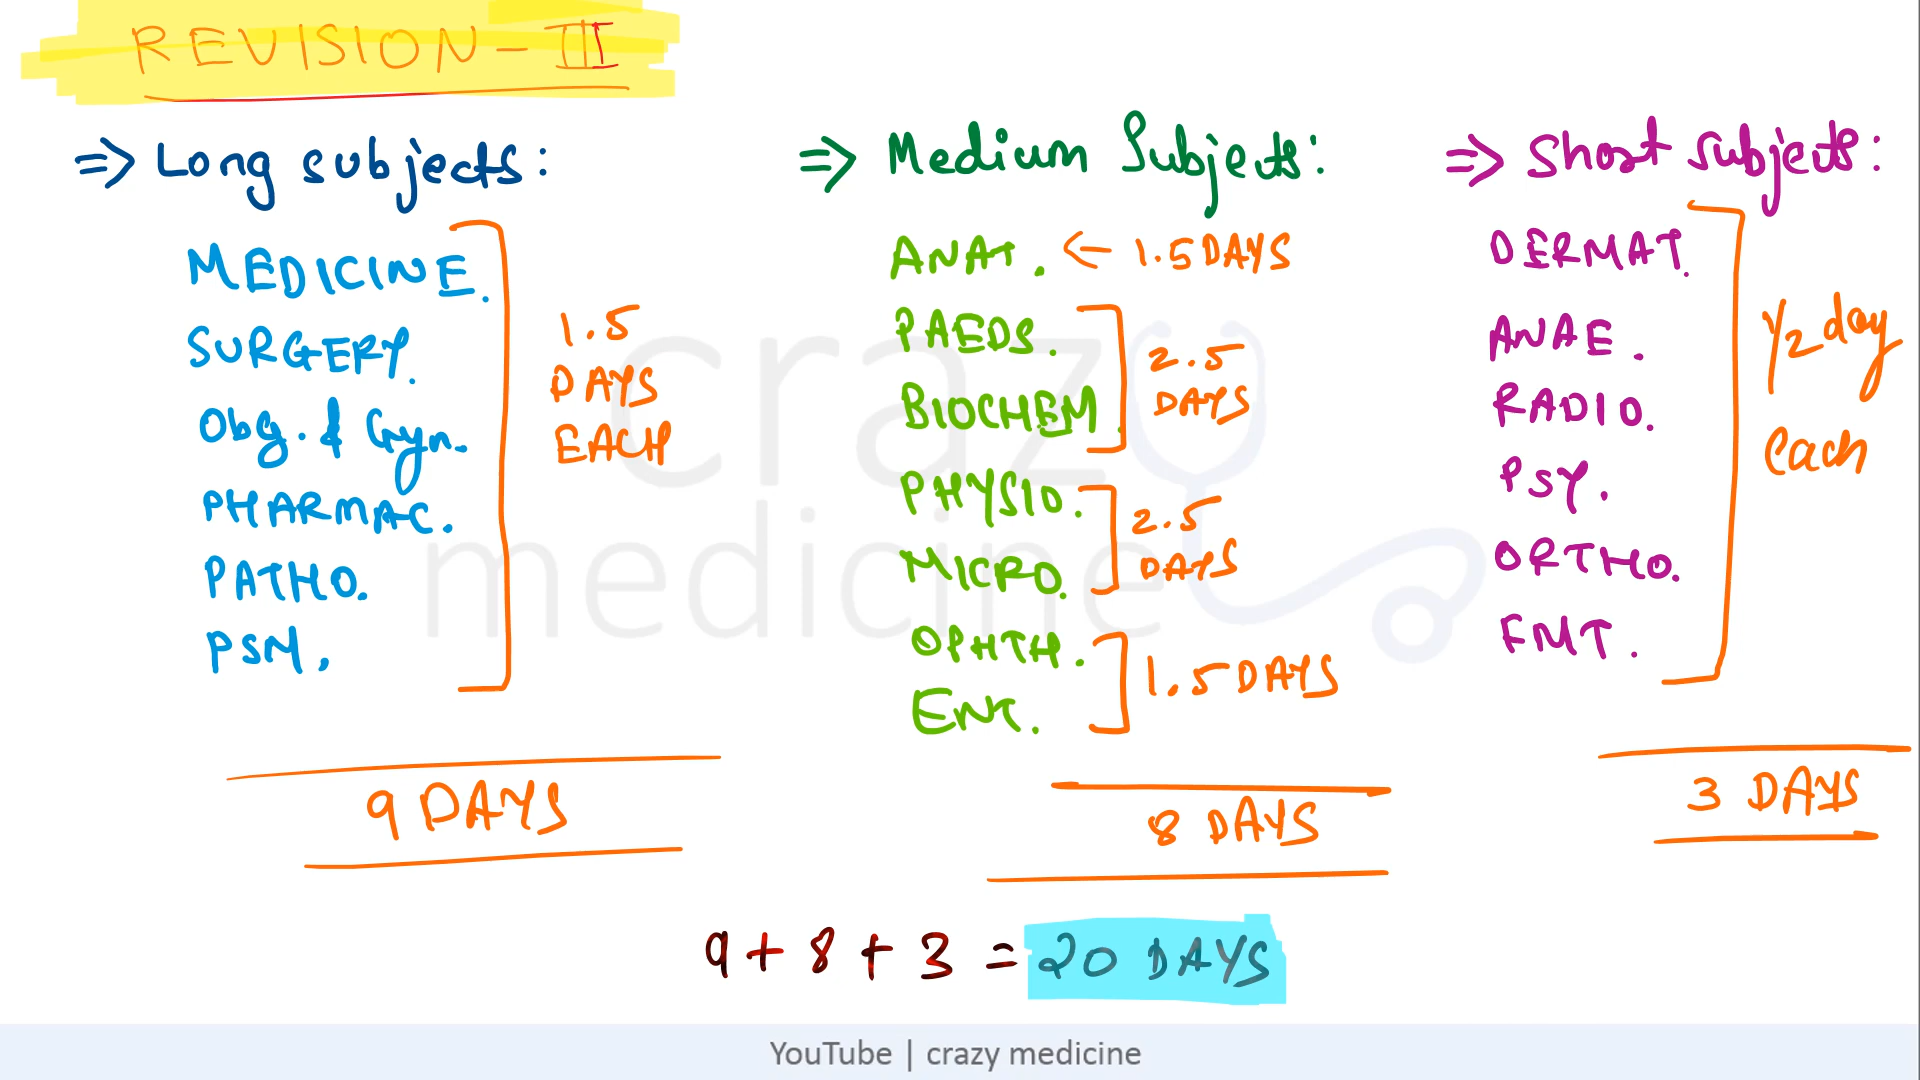 REVISION - III
=> Long subjects:
MEDICINE.
SURGERY.
Obg. & Gyn.
PHARMAC.
PATHO.
PSM.
1.5
DAYS
EACH
9 DAYS
=> Medium Subjects:
ANAT. ← 1.5 DAYS
PAEDS.
BIOCHEM.
2.5
DAYS
PHYSIO.
MICRO.
2.5
DAYS
OPHTH.
ENT.
1.5 DAYS
8 DAYS
=> Short subjects:
DERMAT.
ANAE.
RADIO.
PSY.
ORTHO.
FMT.
1/2 day
each
3 DAYS
9 + 8 + 3 = 20 DAYS
crazy
medicine
YouTube | crazy medicine